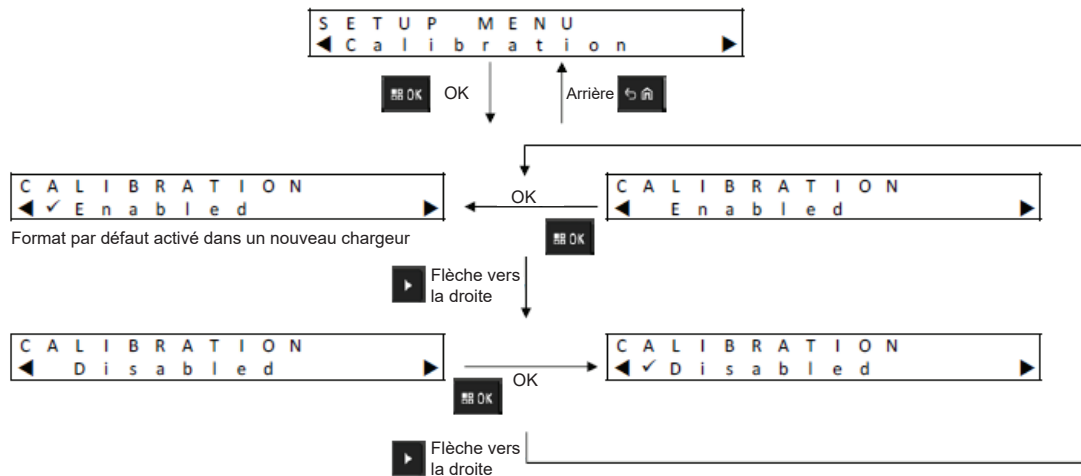 SETUP MENU
◀ Calibration ▶
OK OK Arrière
CALIBRATION
◀ ✓ Enabled ▶
OK
CALIBRATION
◀ Enabled ▶
Format par défaut activé dans un nouveau chargeur
OK
Flèche vers
la droite
CALIBRATION
◀ Disabled ▶
OK
OK
CALIBRATION
◀ ✓ Disabled ▶
Flèche vers
la droite